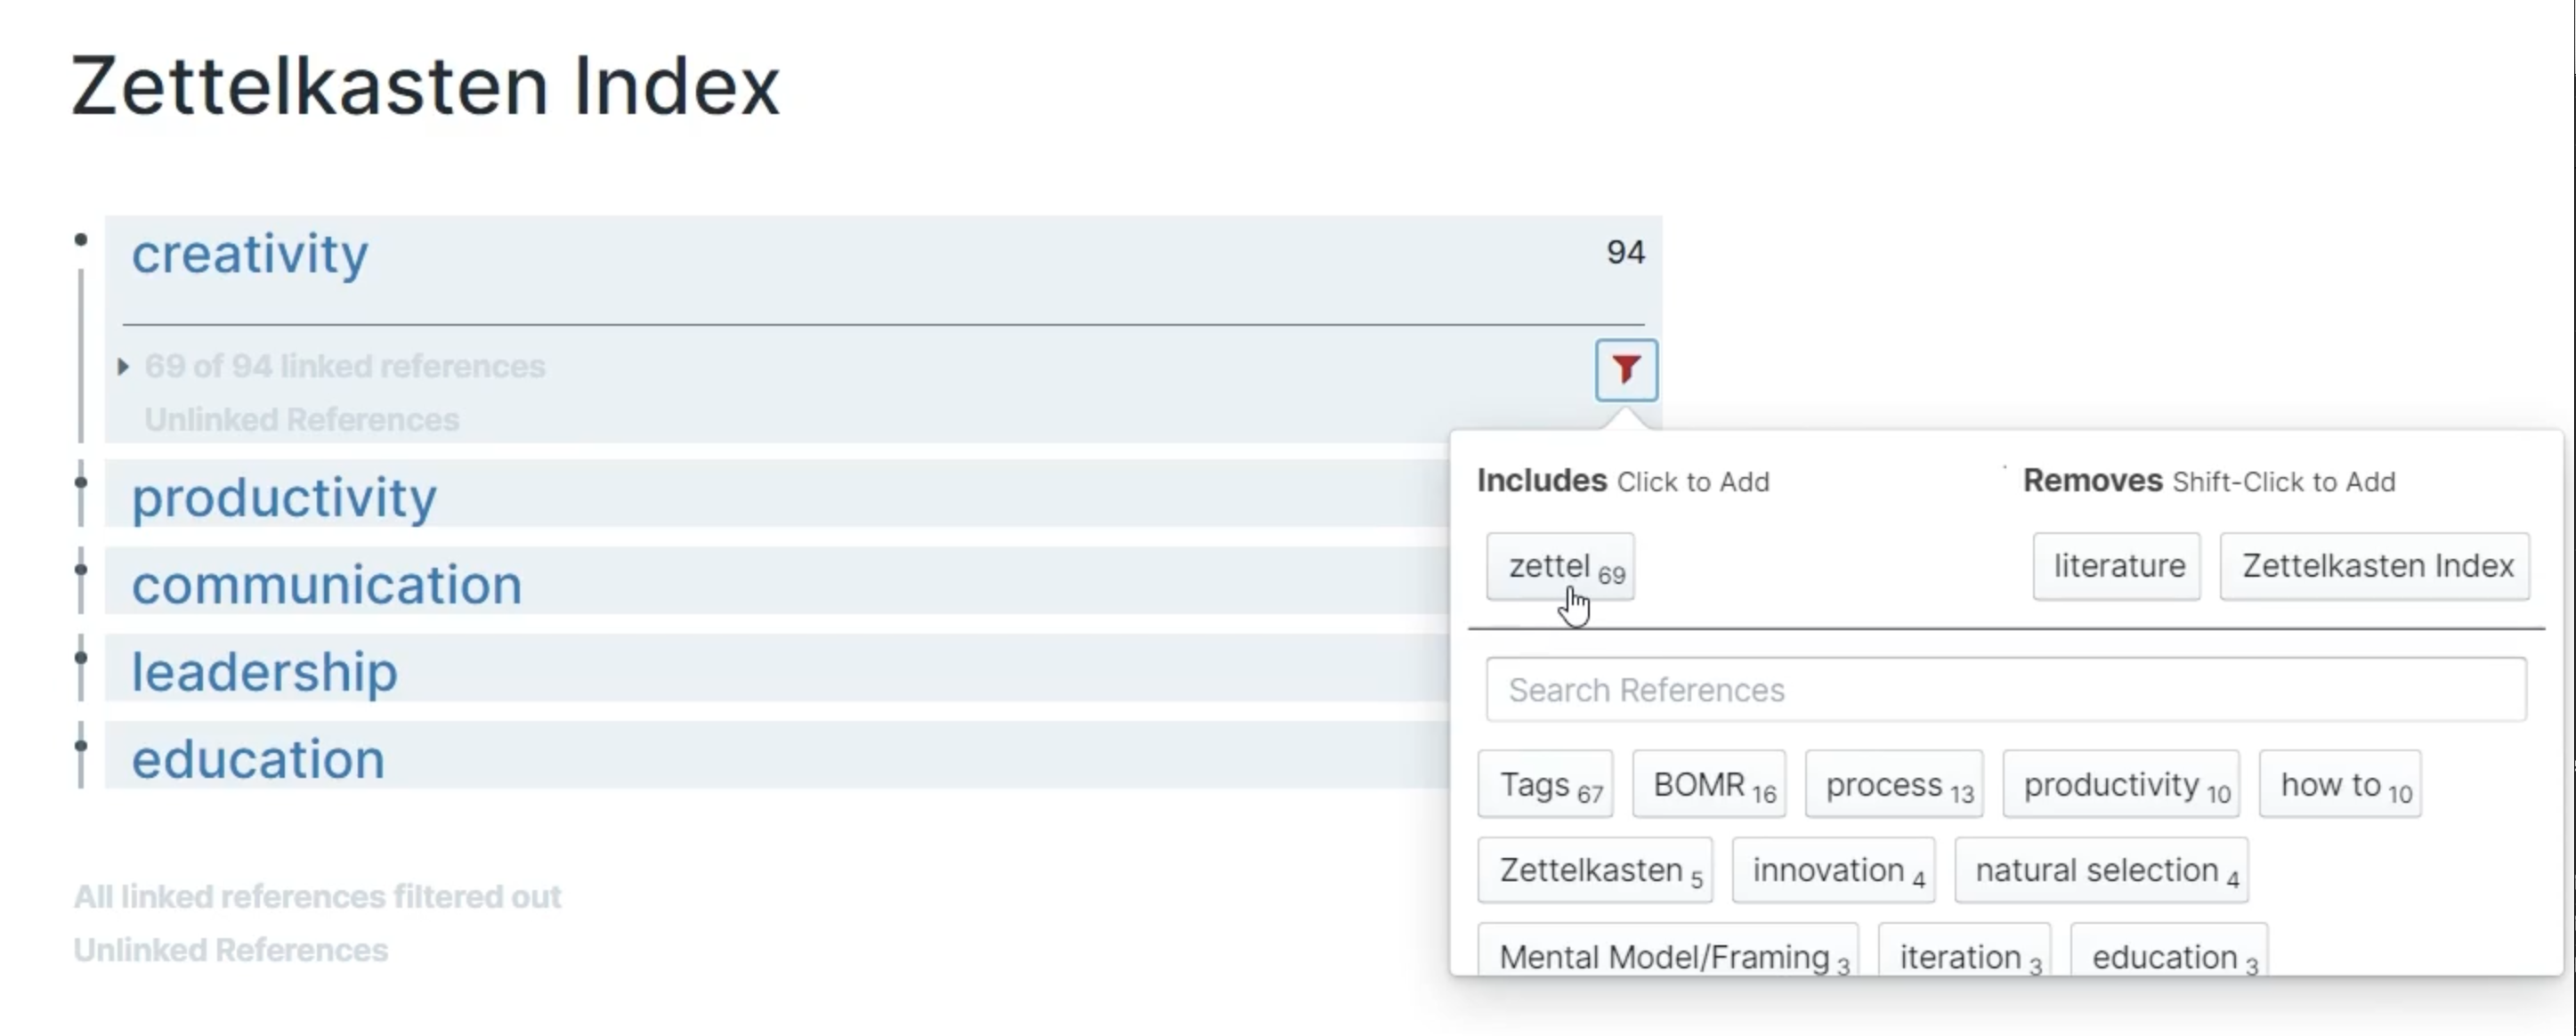 Zettelkasten Index
creativity 94
69 of 94 linked references
Unlinked References
productivity
communication
leadership
education
All linked references filtered out
Unlinked References
Includes Click to Add
Removes Shift-Click to Add
zettel 69
literature Zettelkasten Index
Search References
Tags 67 BOMR 16 process 13 productivity 10 how to 10
Zettelkasten 5 innovation 4 natural selection 4
Mental Model/Framing 3 iteration 3 education 3